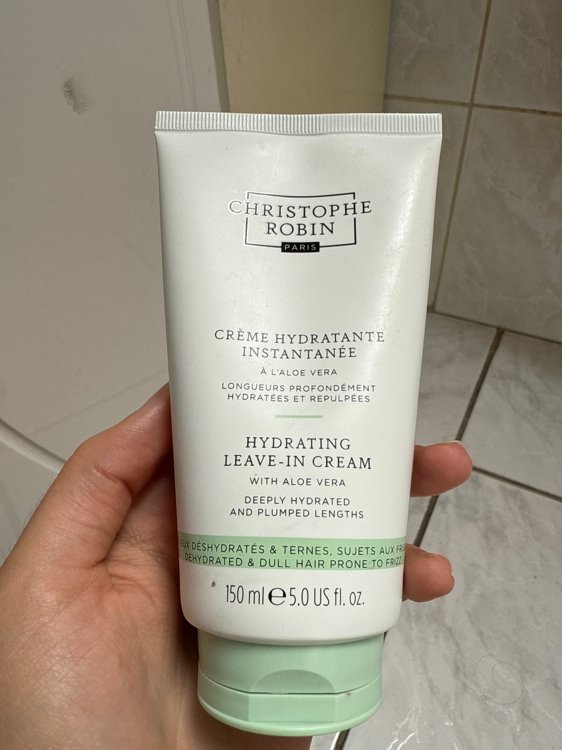 CHRISTOPHE
ROBIN
PARIS
CRÈME HYDRATANTE
INSTANTANÉE
À L'ALOE VERA
LONGUEURS PROFONDÉMENT
HYDRATÉES ET REPULPÉES
HYDRATING
LEAVE-IN CREAM
WITH ALOE VERA
DEEPLY HYDRATED
AND PLUMPED LENGTHS
DÉSHYDRATÉS & TERNES, SUJETS AUX
DEHYDRATED & DULL HAIR PRONE TO FRIZZ
150 ml e 5.0 US fl. oz.